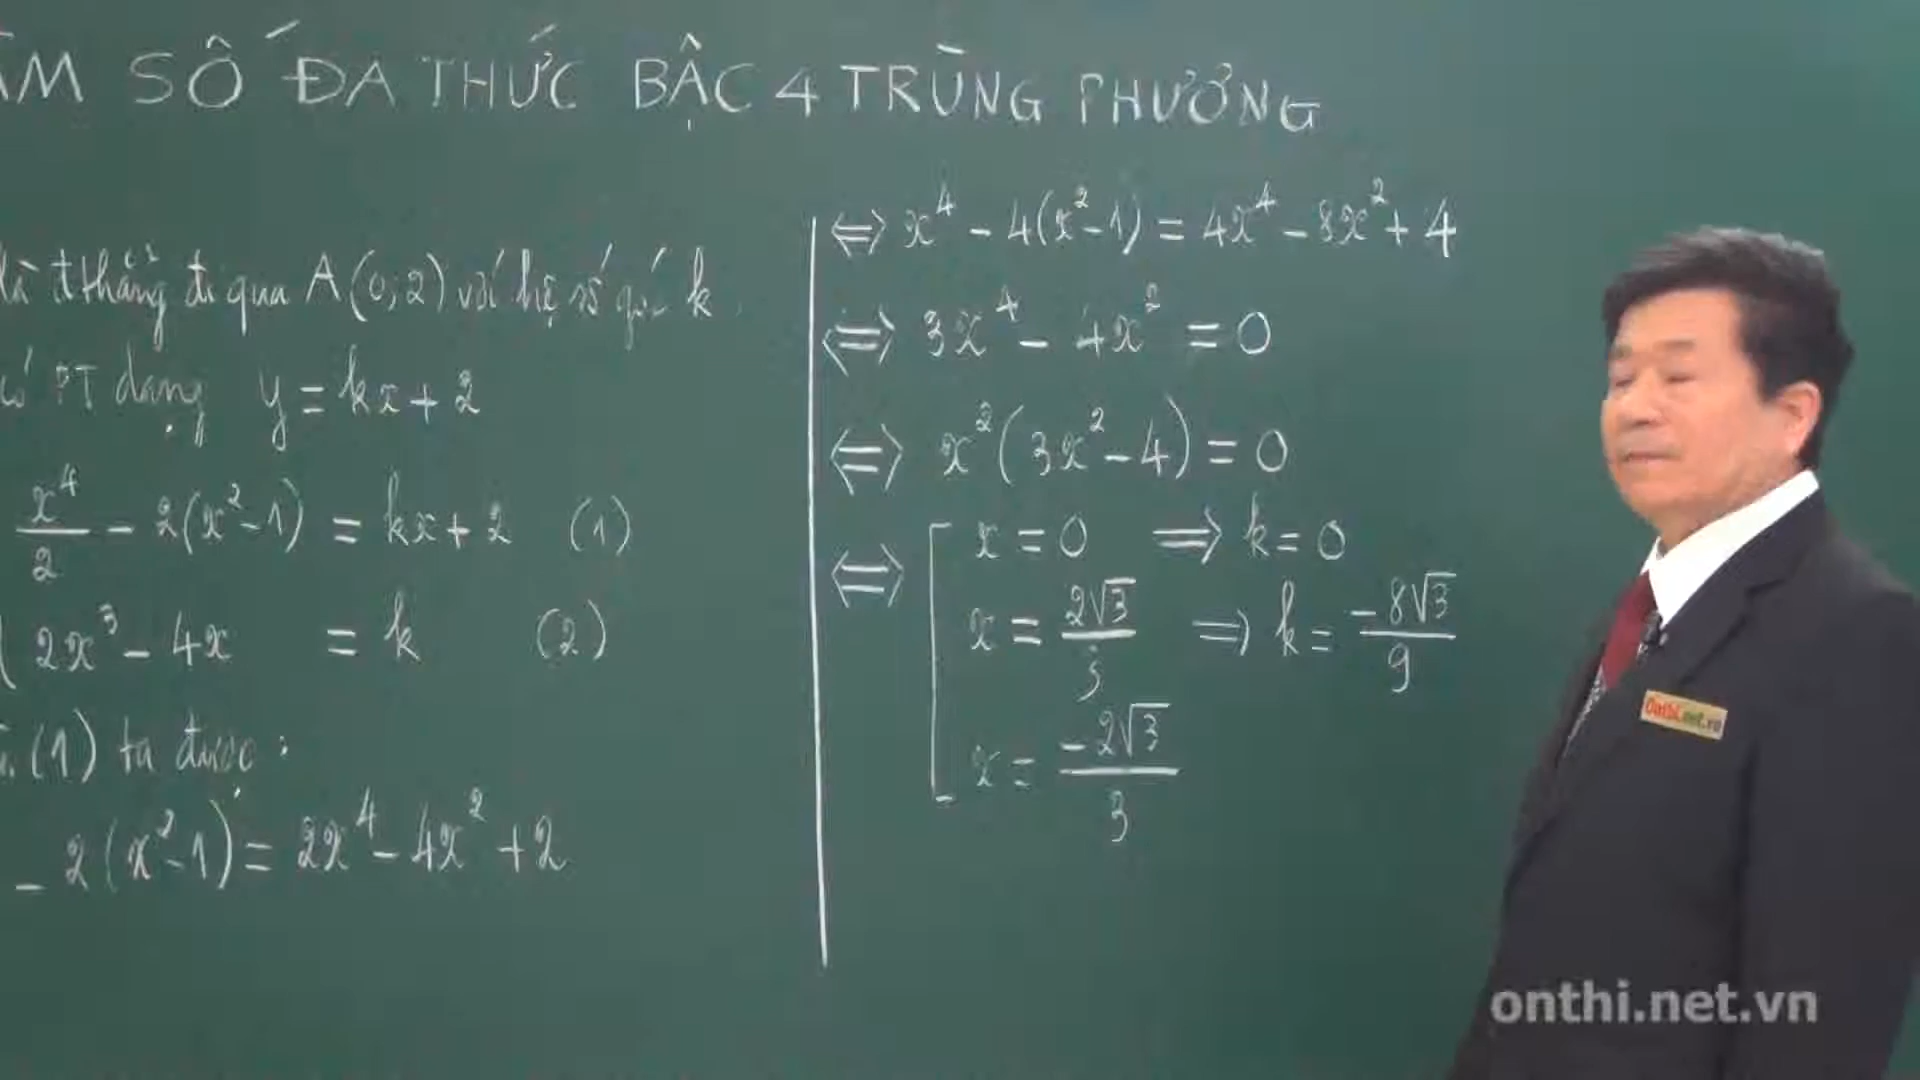 SỐ ĐA THỨC BẬC 4 TRÙNG PHƯƠNG
là đ thẳng đi qua A(0;2) với hệ số góc k
có PT dạng y = kx + 2
x⁴/2 - 2(x² - 1) = kx + 2 (1)
2x³ - 4x = k (2)
(1) ta được:
- 2(x² - 1) = 2x⁴ - 4x² + 2
⇔ x⁴ - 4(x² - 1) = 4x⁴ - 8x² + 4
⇔ 3x⁴ - 4x² = 0
⇔ x²(3x² - 4) = 0
⇔ [ x = 0 ⇒ k = 0
x = 2√3/3 ⇒ k = -8√3/9
x = -2√3/3
Onthi.net.vn
onthi.net.vn